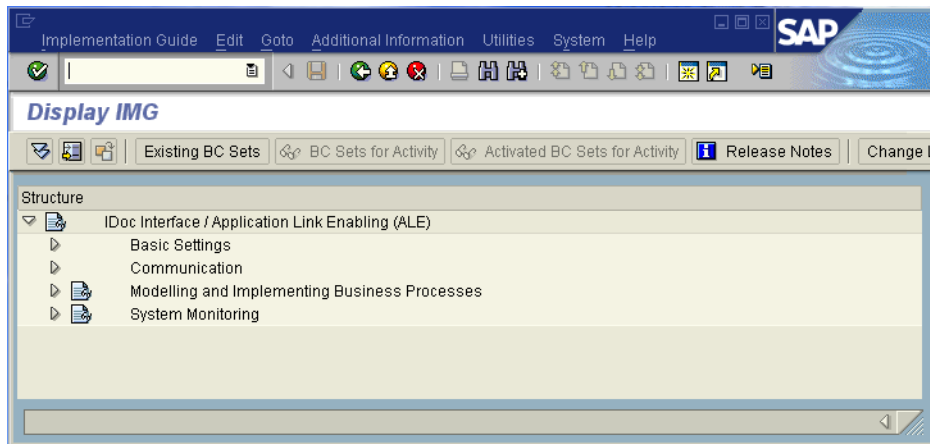 Implementation Guide Edit Goto Additional Information Utilities System Help
SAP
Display IMG
Existing BC Sets BC Sets for Activity Activated BC Sets for Activity Release Notes Change
Structure
IDoc Interface / Application Link Enabling (ALE)
Basic Settings
Communication
Modelling and Implementing Business Processes
System Monitoring